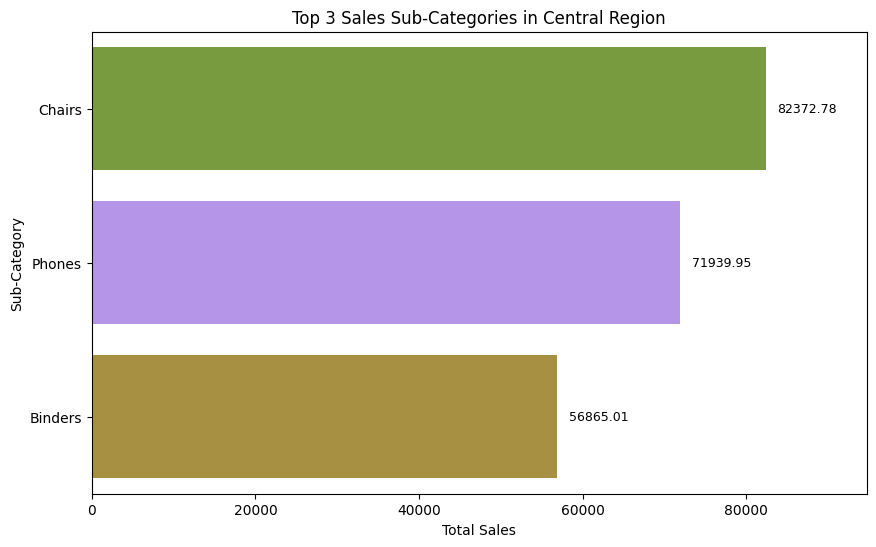 Top 3 Sales Sub-Categories in Central Region
Sub-Category
Chairs
82372.78
Phones
71939.95
Binders
56865.01
0 20000 40000 60000 80000
Total Sales